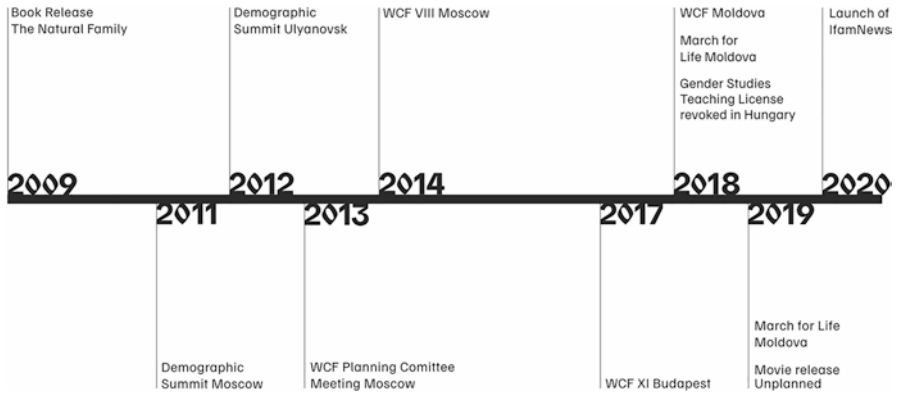 Book Release
The Natural Family
Demographic
Summit Ulyanovsk
WCF VIII Moscow
WCF Moldova
March for
Life Moldova
Gender Studies
Teaching License
revoked in Hungary
Launch of
IfamNews
2009
2012
2014
2018
2020
2011
2013
2017
2019
Demographic
Summit Moscow
WCF Planning Comittee
Meeting Moscow
WCF XI Budapest
March for Life
Moldova
Movie release
Unplanned